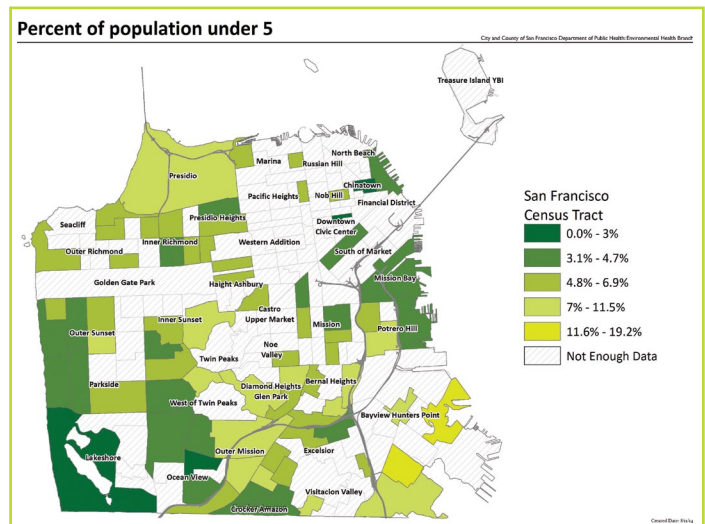 Percent of population under 5
City and County of San Francisco Department of Public Health: Environmental Health Branch
Treasure Island YBI
North Beach
Marina
Russian Hill
Presidio
Chinatown
Pacific Heights
Nob Hill
Financial District
Presidio Heights
Seacliff
Downtown
Civic Center
Inner Richmond
Western Addition
Outer Richmond
South of Market
Golden Gate Park
Mission Bay
Haight Ashbury
Castro
Upper Market
Inner Sunset
Mission
Potrero Hill
Outer Sunset
Noe
Valley
Twin Peaks
Parkside
Diamond Heights
Bernal Heights
Glen Park
West of Twin Peaks
Bayview Hunters Point
Outer Mission
Excelsior
Lakeshore
Ocean View
Visitacion Valley
Crocker Amazon
San Francisco
Census Tract
0.0% - 3%
3.1% - 4.7%
4.8% - 6.9%
7% - 11.5%
11.6% - 19.2%
Not Enough Data
Created Date: